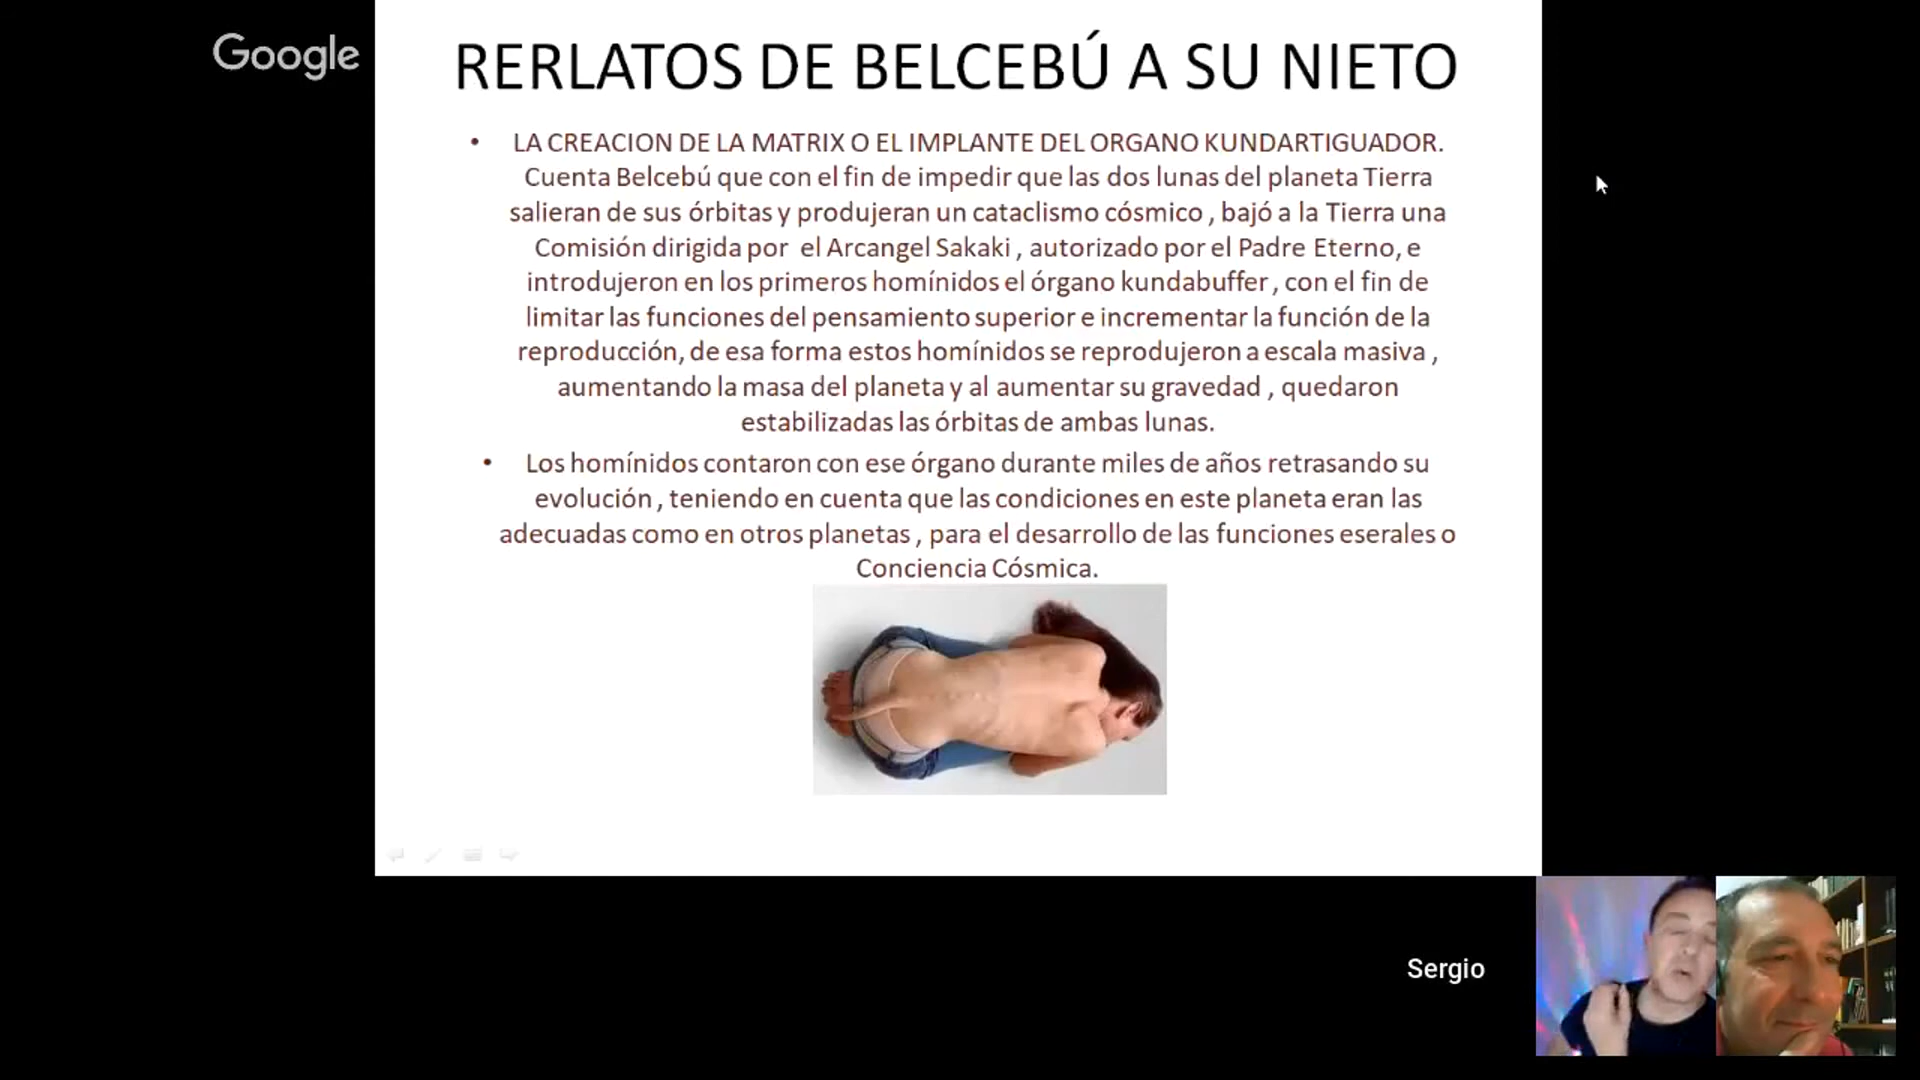 Google
RERLATOS DE BELCEBÚ A SU NIETO
• LA CREACION DE LA MATRIX O EL IMPLANTE DEL ORGANO KUNDARTIGUADOR.
Cuenta Belcebú que con el fin de impedir que las dos lunas del planeta Tierra
salieran de sus órbitas y produjeran un cataclismo cósmico , bajó a la Tierra una
Comisión dirigida por el Arcangel Sakaki , autorizado por el Padre Eterno, e
introdujeron en los primeros homínidos el órgano kundabuffer , con el fin de
limitar las funciones del pensamiento superior e incrementar la función de la
reproducción, de esa forma estos homínidos se reprodujeron a escala masiva ,
aumentando la masa del planeta y al aumentar su gravedad , quedaron
estabilizadas las órbitas de ambas lunas.
• Los homínidos contaron con ese órgano durante miles de años retrasando su
evolución , teniendo en cuenta que las condiciones en este planeta eran las
adecuadas como en otros planetas , para el desarrollo de las funciones eserales o
Conciencia Cósmica.
Sergio